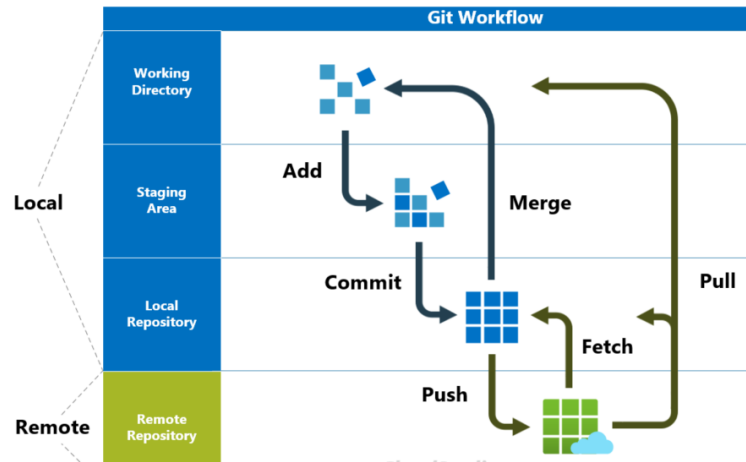 Git Workflow
Working
Directory
Add
Staging
Area
Local
Merge
Commit
Local
Repository
Pull
Fetch
Push
Remote
Remote
Repository